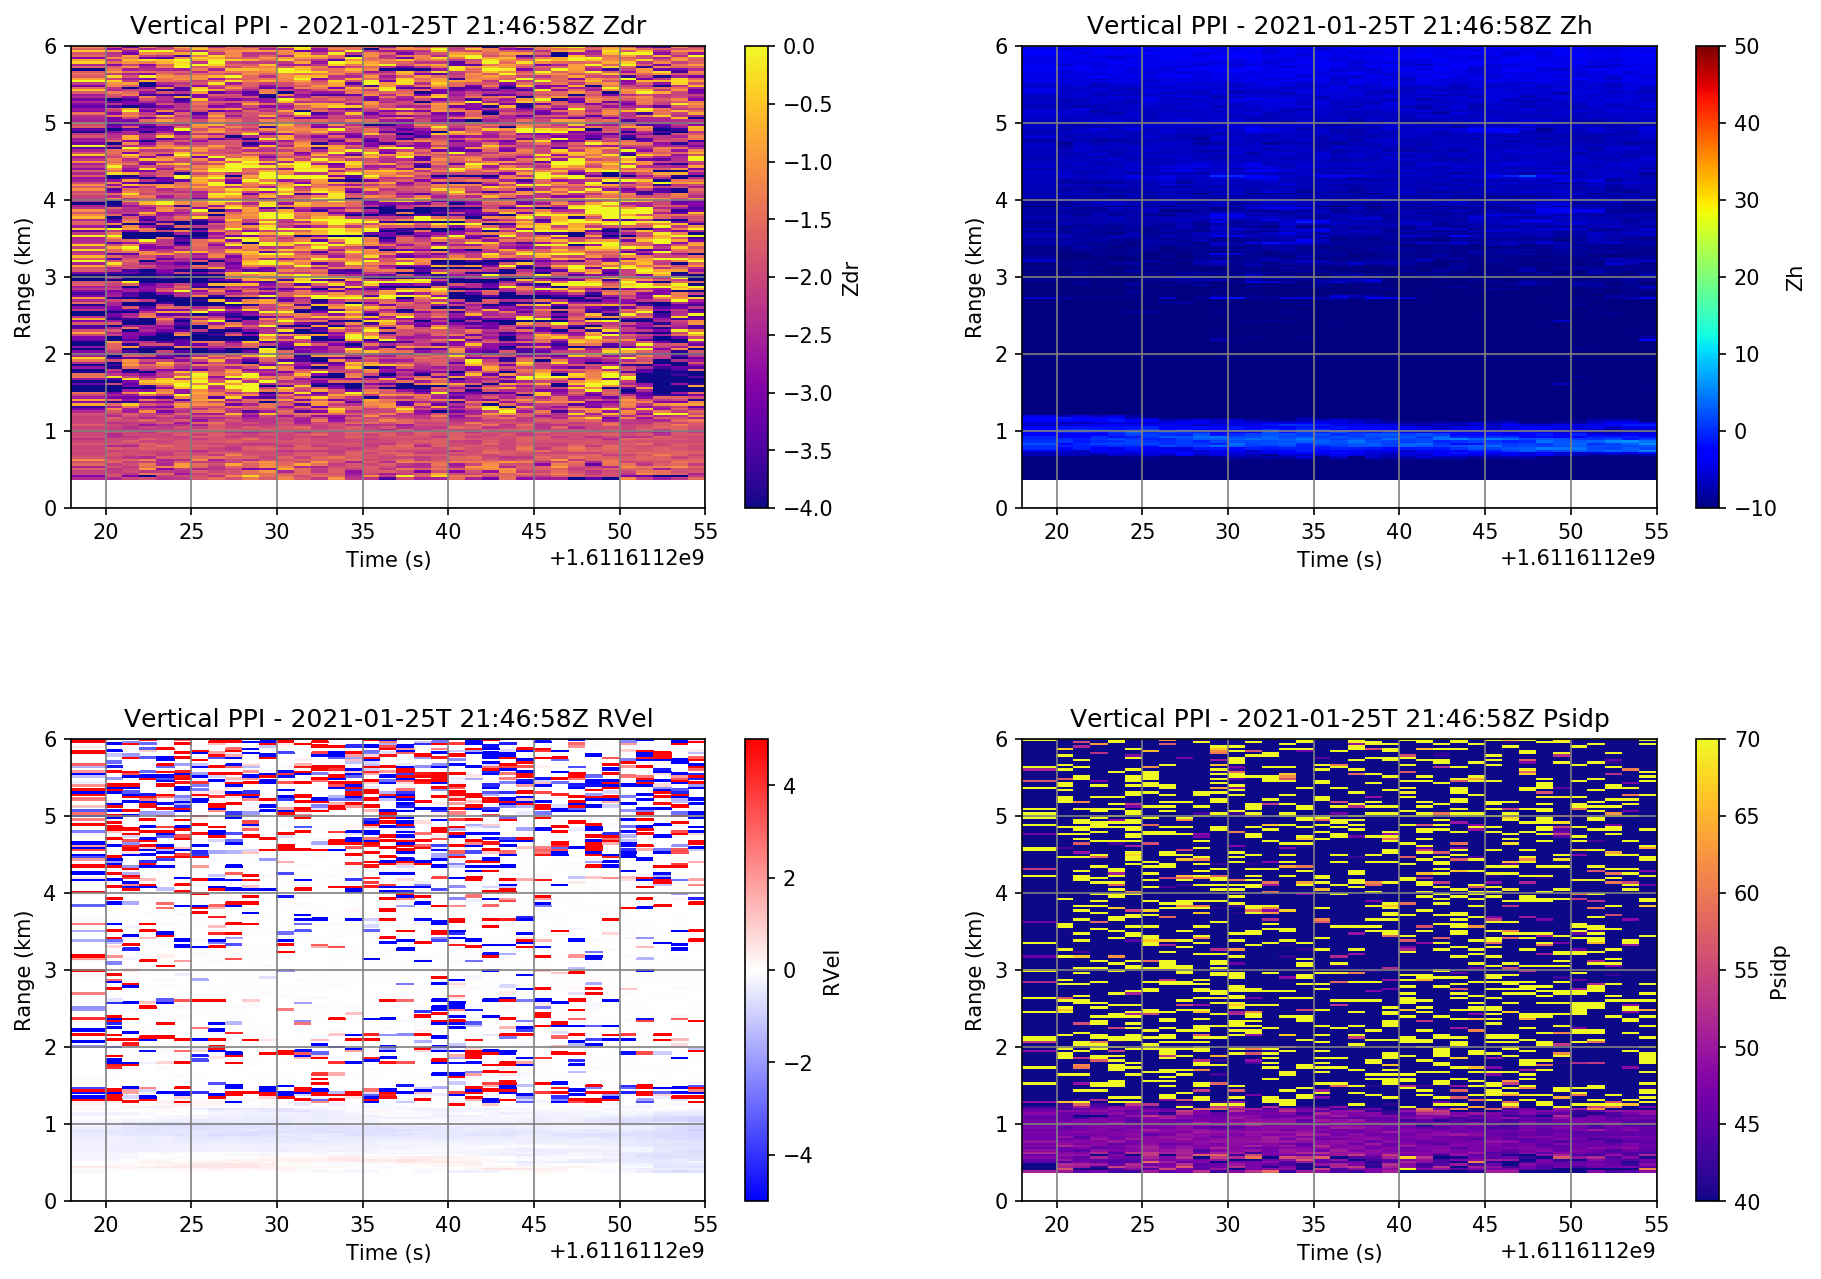 Vertical PPI - 2021-01-25T 21:46:58Z Zdr
6
5
4
3
2
1
0
Range (km)
20 25 30 35 40 45 50 55
Time (s)
+1.6116112e9
0.0
−0.5
−1.0
−1.5
−2.0
−2.5
−3.0
−3.5
−4.0
Zdr
Vertical PPI - 2021-01-25T 21:46:58Z Zh
6
5
4
3
2
1
0
Range (km)
20 25 30 35 40 45 50 55
Time (s)
+1.6116112e9
50
40
30
20
10
0
−10
Zh
Vertical PPI - 2021-01-25T 21:46:58Z RVel
6
5
4
3
2
1
0
Range (km)
20 25 30 35 40 45 50 55
Time (s)
+1.6116112e9
4
2
0
−2
−4
RVel
Vertical PPI - 2021-01-25T 21:46:58Z Psidp
6
5
4
3
2
1
0
Range (km)
20 25 30 35 40 45 50 55
Time (s)
+1.6116112e9
70
65
60
55
50
45
40
Psidp